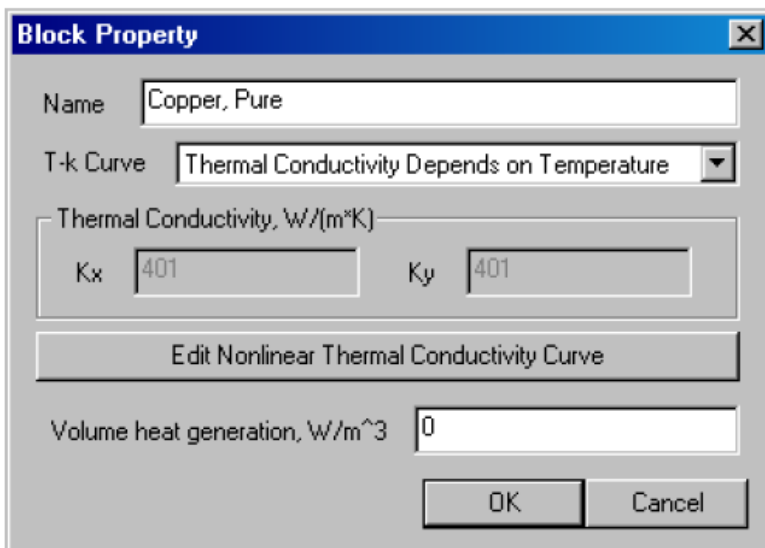 Block Property
Name Copper, Pure
T-k Curve Thermal Conductivity Depends on Temperature
Thermal Conductivity, W/(m*K)
Kx 401 Ky 401
Edit Nonlinear Thermal Conductivity Curve
Volume heat generation, W/m^3 0
OK Cancel